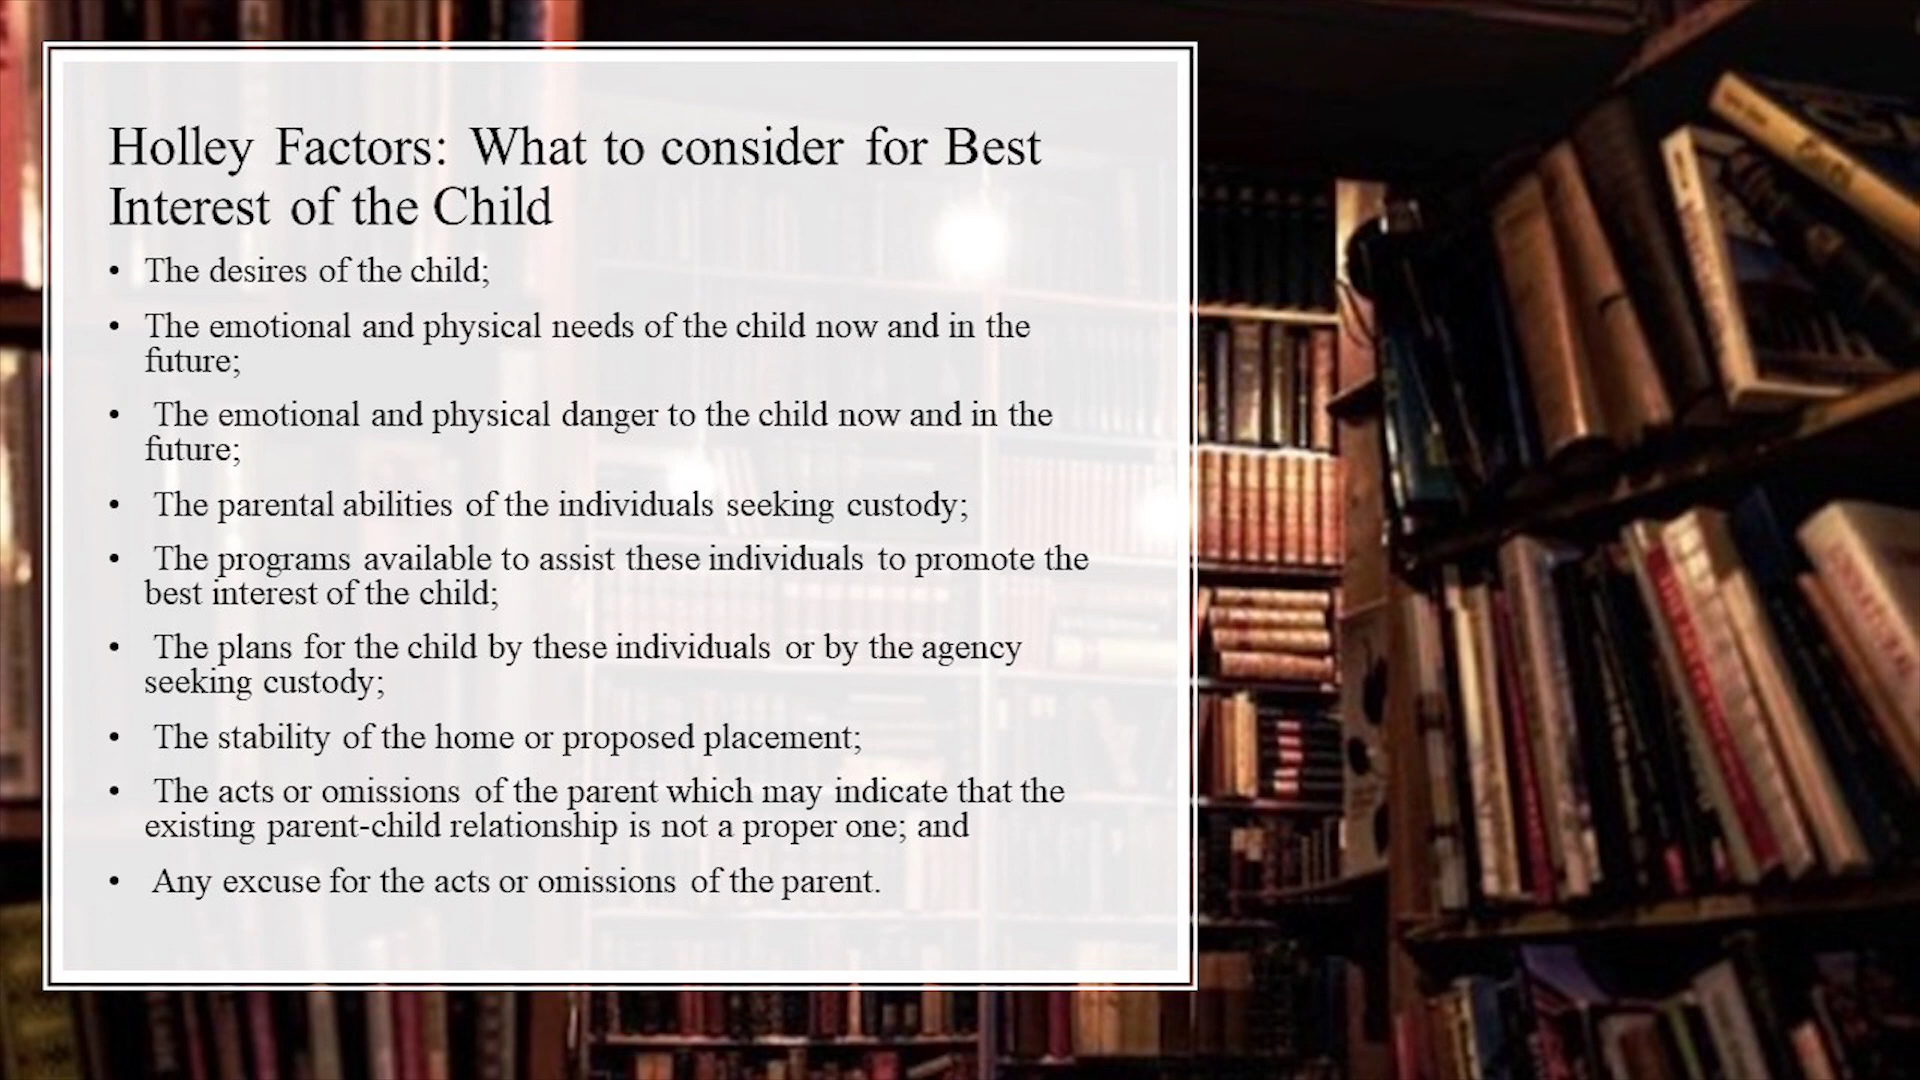 Holley Factors: What to consider for Best
Interest of the Child
• The desires of the child;
• The emotional and physical needs of the child now and in the
future;
• The emotional and physical danger to the child now and in the
future;
• The parental abilities of the individuals seeking custody;
• The programs available to assist these individuals to promote the
best interest of the child;
• The plans for the child by these individuals or by the agency
seeking custody;
• The stability of the home or proposed placement;
• The acts or omissions of the parent which may indicate that the
existing parent-child relationship is not a proper one; and
• Any excuse for the acts or omissions of the parent.